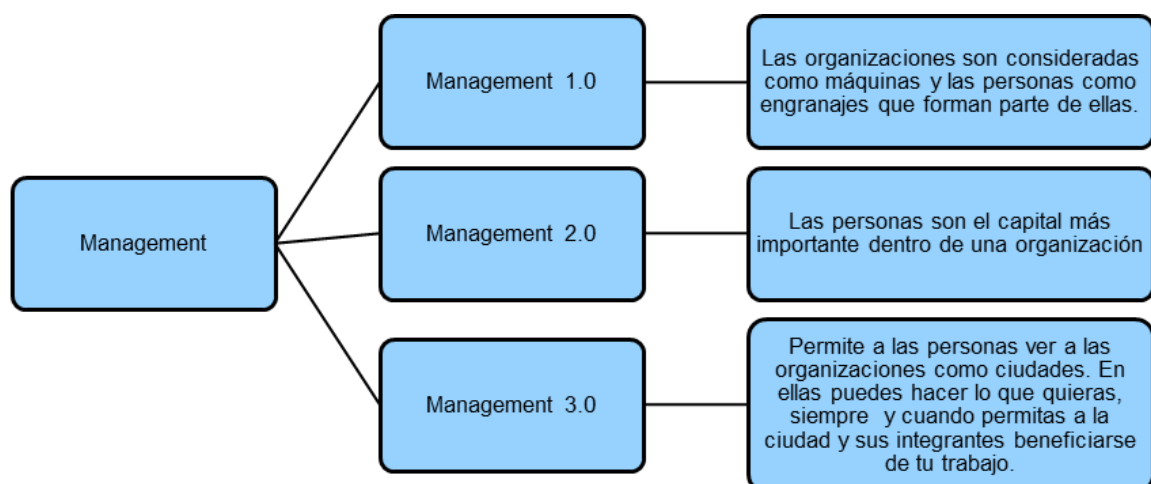 Management
Management 1.0
Las organizaciones son consideradas
como máquinas y las personas como
engranajes que forman parte de ellas.
Management 2.0
Las personas son el capital más
importante dentro de una organización
Management 3.0
Permite a las personas ver a las
organizaciones como ciudades. En
ellas puedes hacer lo que quieras,
siempre y cuando permitas a la
ciudad y sus integrantes beneficiarse
de tu trabajo.